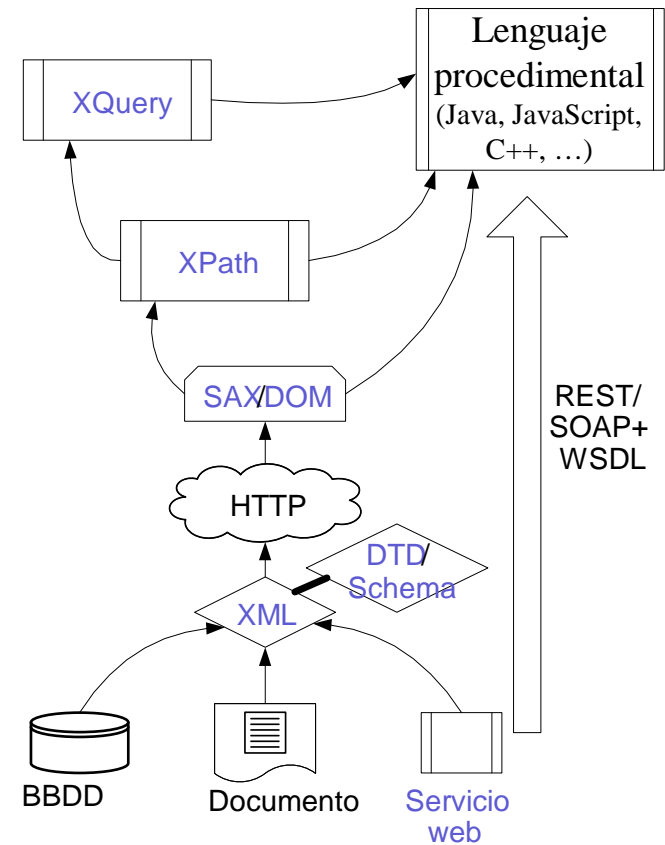 Lenguaje
procedimental
(Java, JavaScript,
C++, …)
XQuery
XPath
SAX/DOM
REST/
SOAP+
WSDL
HTTP
DTD/
Schema
XML
BBDD
Documento
Servicio
web